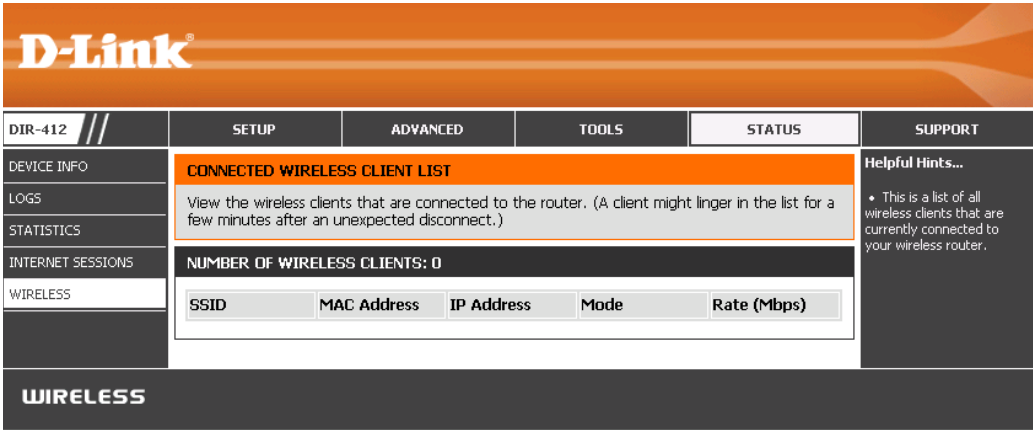 D-Link®
DIR-412
SETUP
ADVANCED
TOOLS
STATUS
SUPPORT
DEVICE INFO
LOGS
STATISTICS
INTERNET SESSIONS
WIRELESS
CONNECTED WIRELESS CLIENT LIST
View the wireless clients that are connected to the router. (A client might linger in the list for a
few minutes after an unexpected disconnect.)
NUMBER OF WIRELESS CLIENTS: 0
SSID MAC Address IP Address Mode Rate (Mbps)
Helpful Hints...
• This is a list of all
wireless clients that are
currently connected to
your wireless router.
WIRELESS